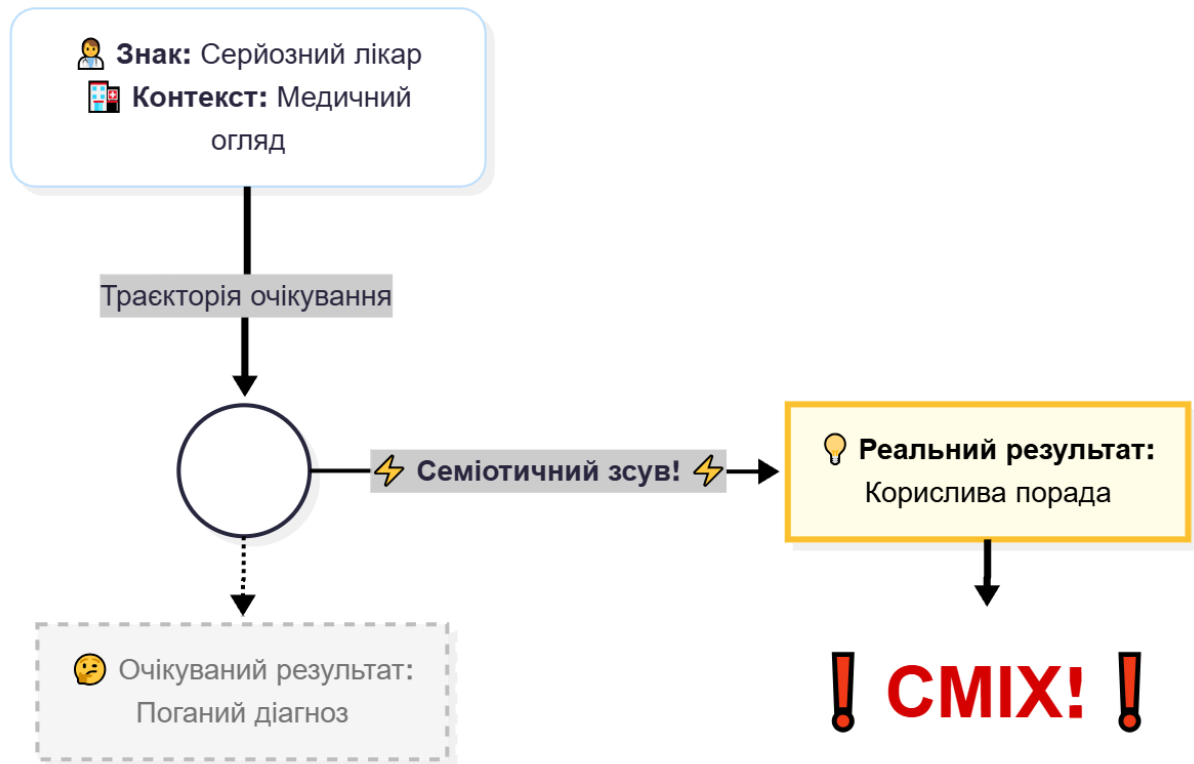 Знак: Серйозний лікар
Контекст: Медичний
огляд
Траєкторія очікування
Семіотичний зсув!
Реальний результат:
Корислива порада
Очікуваний результат:
Поганий діагноз
СМІХ!